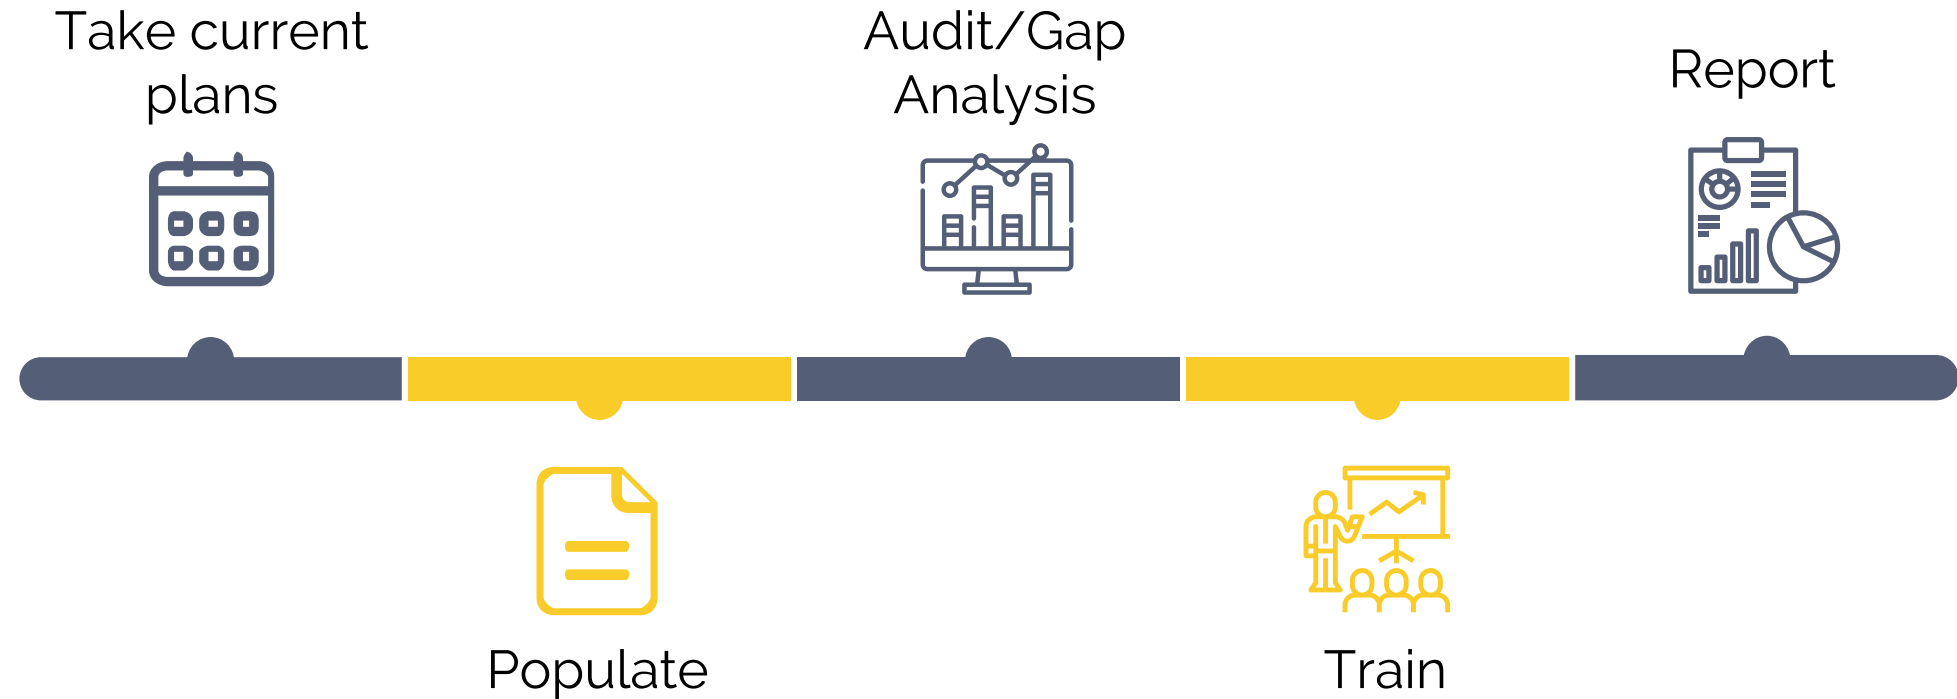 Take current
plans
Populate
Audit/Gap
Analysis
Train
Report